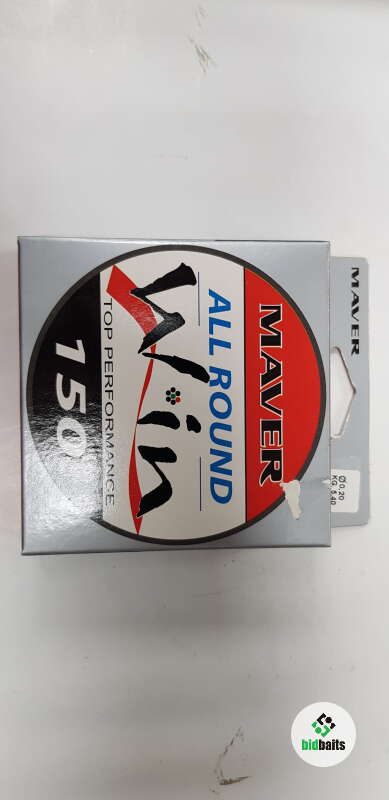 MAVER
Ø 0,20
KG. 5,40
MAVER
ALL ROUND
Win
TOP PERFORMANCE
150
bidbaits